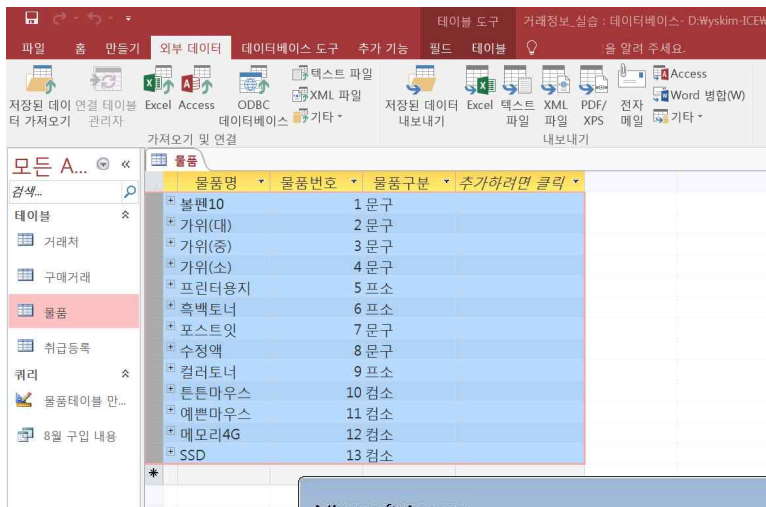 테이블 도구 거래정보_실습 : 데이터베이스- D:₩yskim-ICE₩
파일 홈 만들기 외부 데이터 데이터베이스 도구 추가 기능 필드 테이블 을 알려 주세요.
저장된 데이터 가져오기
연결 테이블 관리자
Excel
Access
ODBC 데이터베이스
텍스트 파일
XML 파일
기타
가져오기 및 연결
저장된 데이터 내보내기
Excel
텍스트 파일
XML 파일
PDF/ XPS
전자 메일
Access
Word 병합(W)
기타
내보내기
모든 A... «
검색...
테이블
거래처
구매거래
물품
취급등록
쿼리
물품테이블 만...
8월 구입 내용
물품
물품명 물품번호 물품구분 추가하려면 클릭
볼펜10 1 문구
가위(대) 2 문구
가위(중) 3 문구
가위(소) 4 문구
프린터용지 5 프소
흑백토너 6 프소
포스트잇 7 문구
수정액 8 문구
컬러토너 9 프소
튼튼마우스 10 컴소
예쁜마우스 11 컴소
메모리4G 12 컴소
SSD 13 컴소